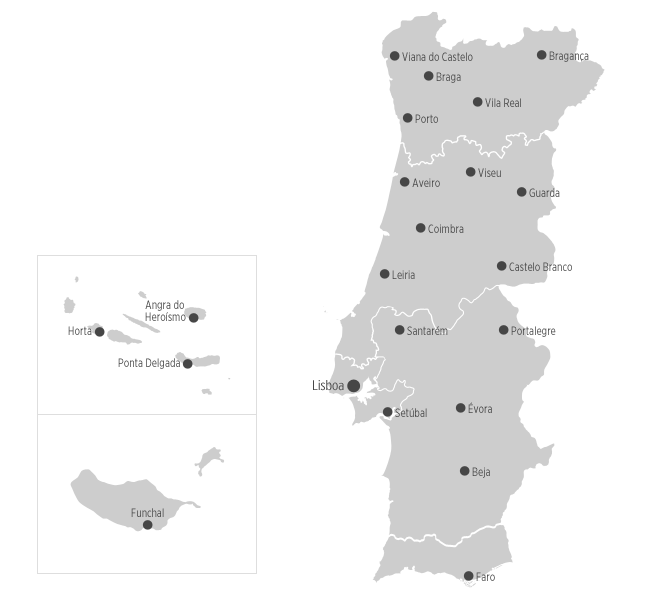 Viana do Castelo
Bragança
Braga
Vila Real
Porto
Viseu
Aveiro
Guarda
Coimbra
Castelo Branco
Leiria
Angra do
Heroísmo
Horta
Santarém
Portalegre
Ponta Delgada
Lisboa
Setúbal
Évora
Beja
Funchal
Faro